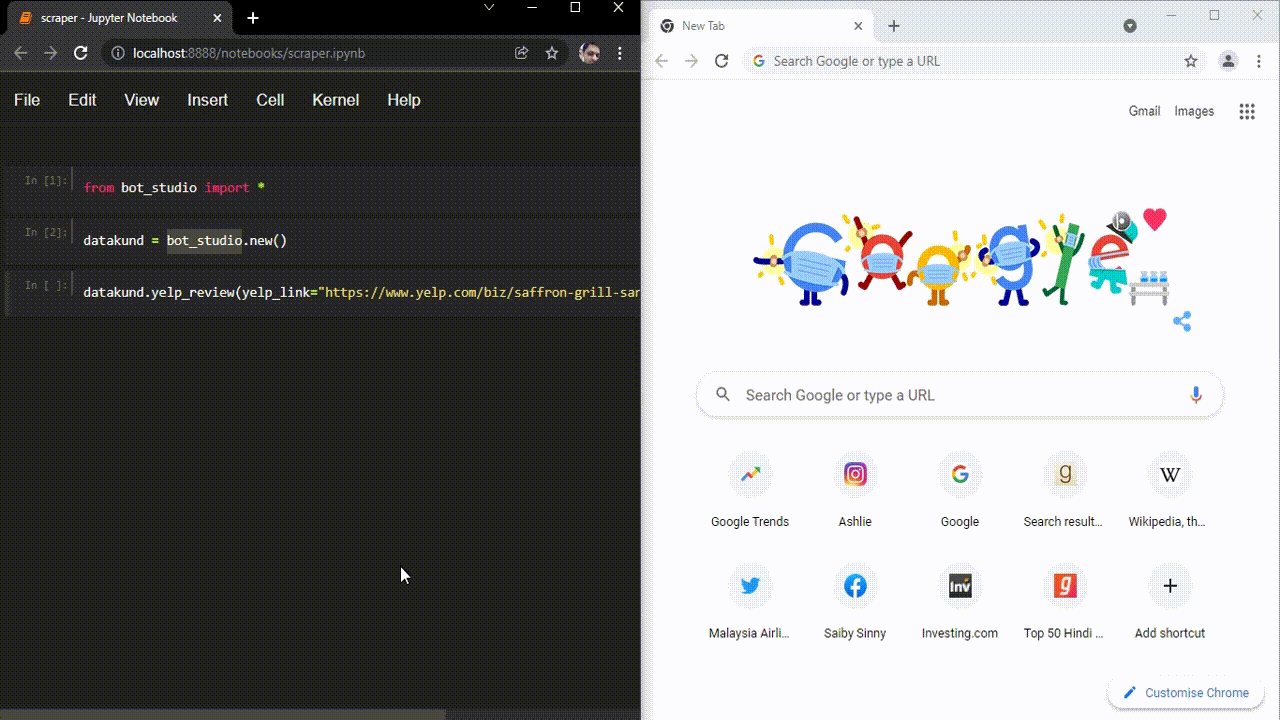 scraper - Jupyter Notebook
localhost:8888/notebooks/scraper.ipynb
File Edit View Insert Cell Kernel Help
In [1]: from bot_studio import *
In [2]: datakund = bot_studio.new()
In [ ]: datakund.yelp_review(yelp_link="https://www.yelp.com/biz/saffron-grill-sar
New Tab
Search Google or type a URL
Gmail Images
Google
Search Google or type a URL
g W
Google Trends Ashlie Google Search result... Wikipedia, th...
Inv
Malaysia Airli... Saiby Sinny Investing.com Top 50 Hindi ... Add shortcut
Customise Chrome